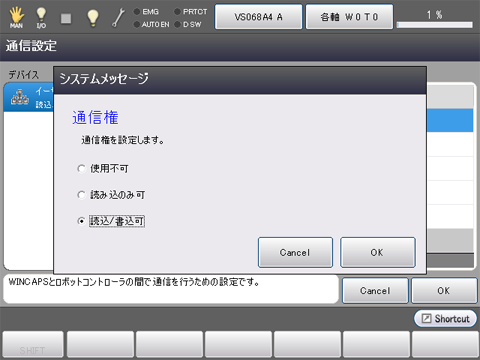 EMG
PRTCT
AUTO EN
D SW
MAN
I/O
VS068A4 A
各軸 W 0 T 0
1 %
通信設定
デバイス
システムメッセージ
イー
読込
通信権
通信権を設定します。
使用不可
読み込のみ可
読込/書込可
Cancel
OK
WINCAPSとロボットコントローラの間で通信を行うための設定です。
Cancel
OK
Shortcut
SHIFT